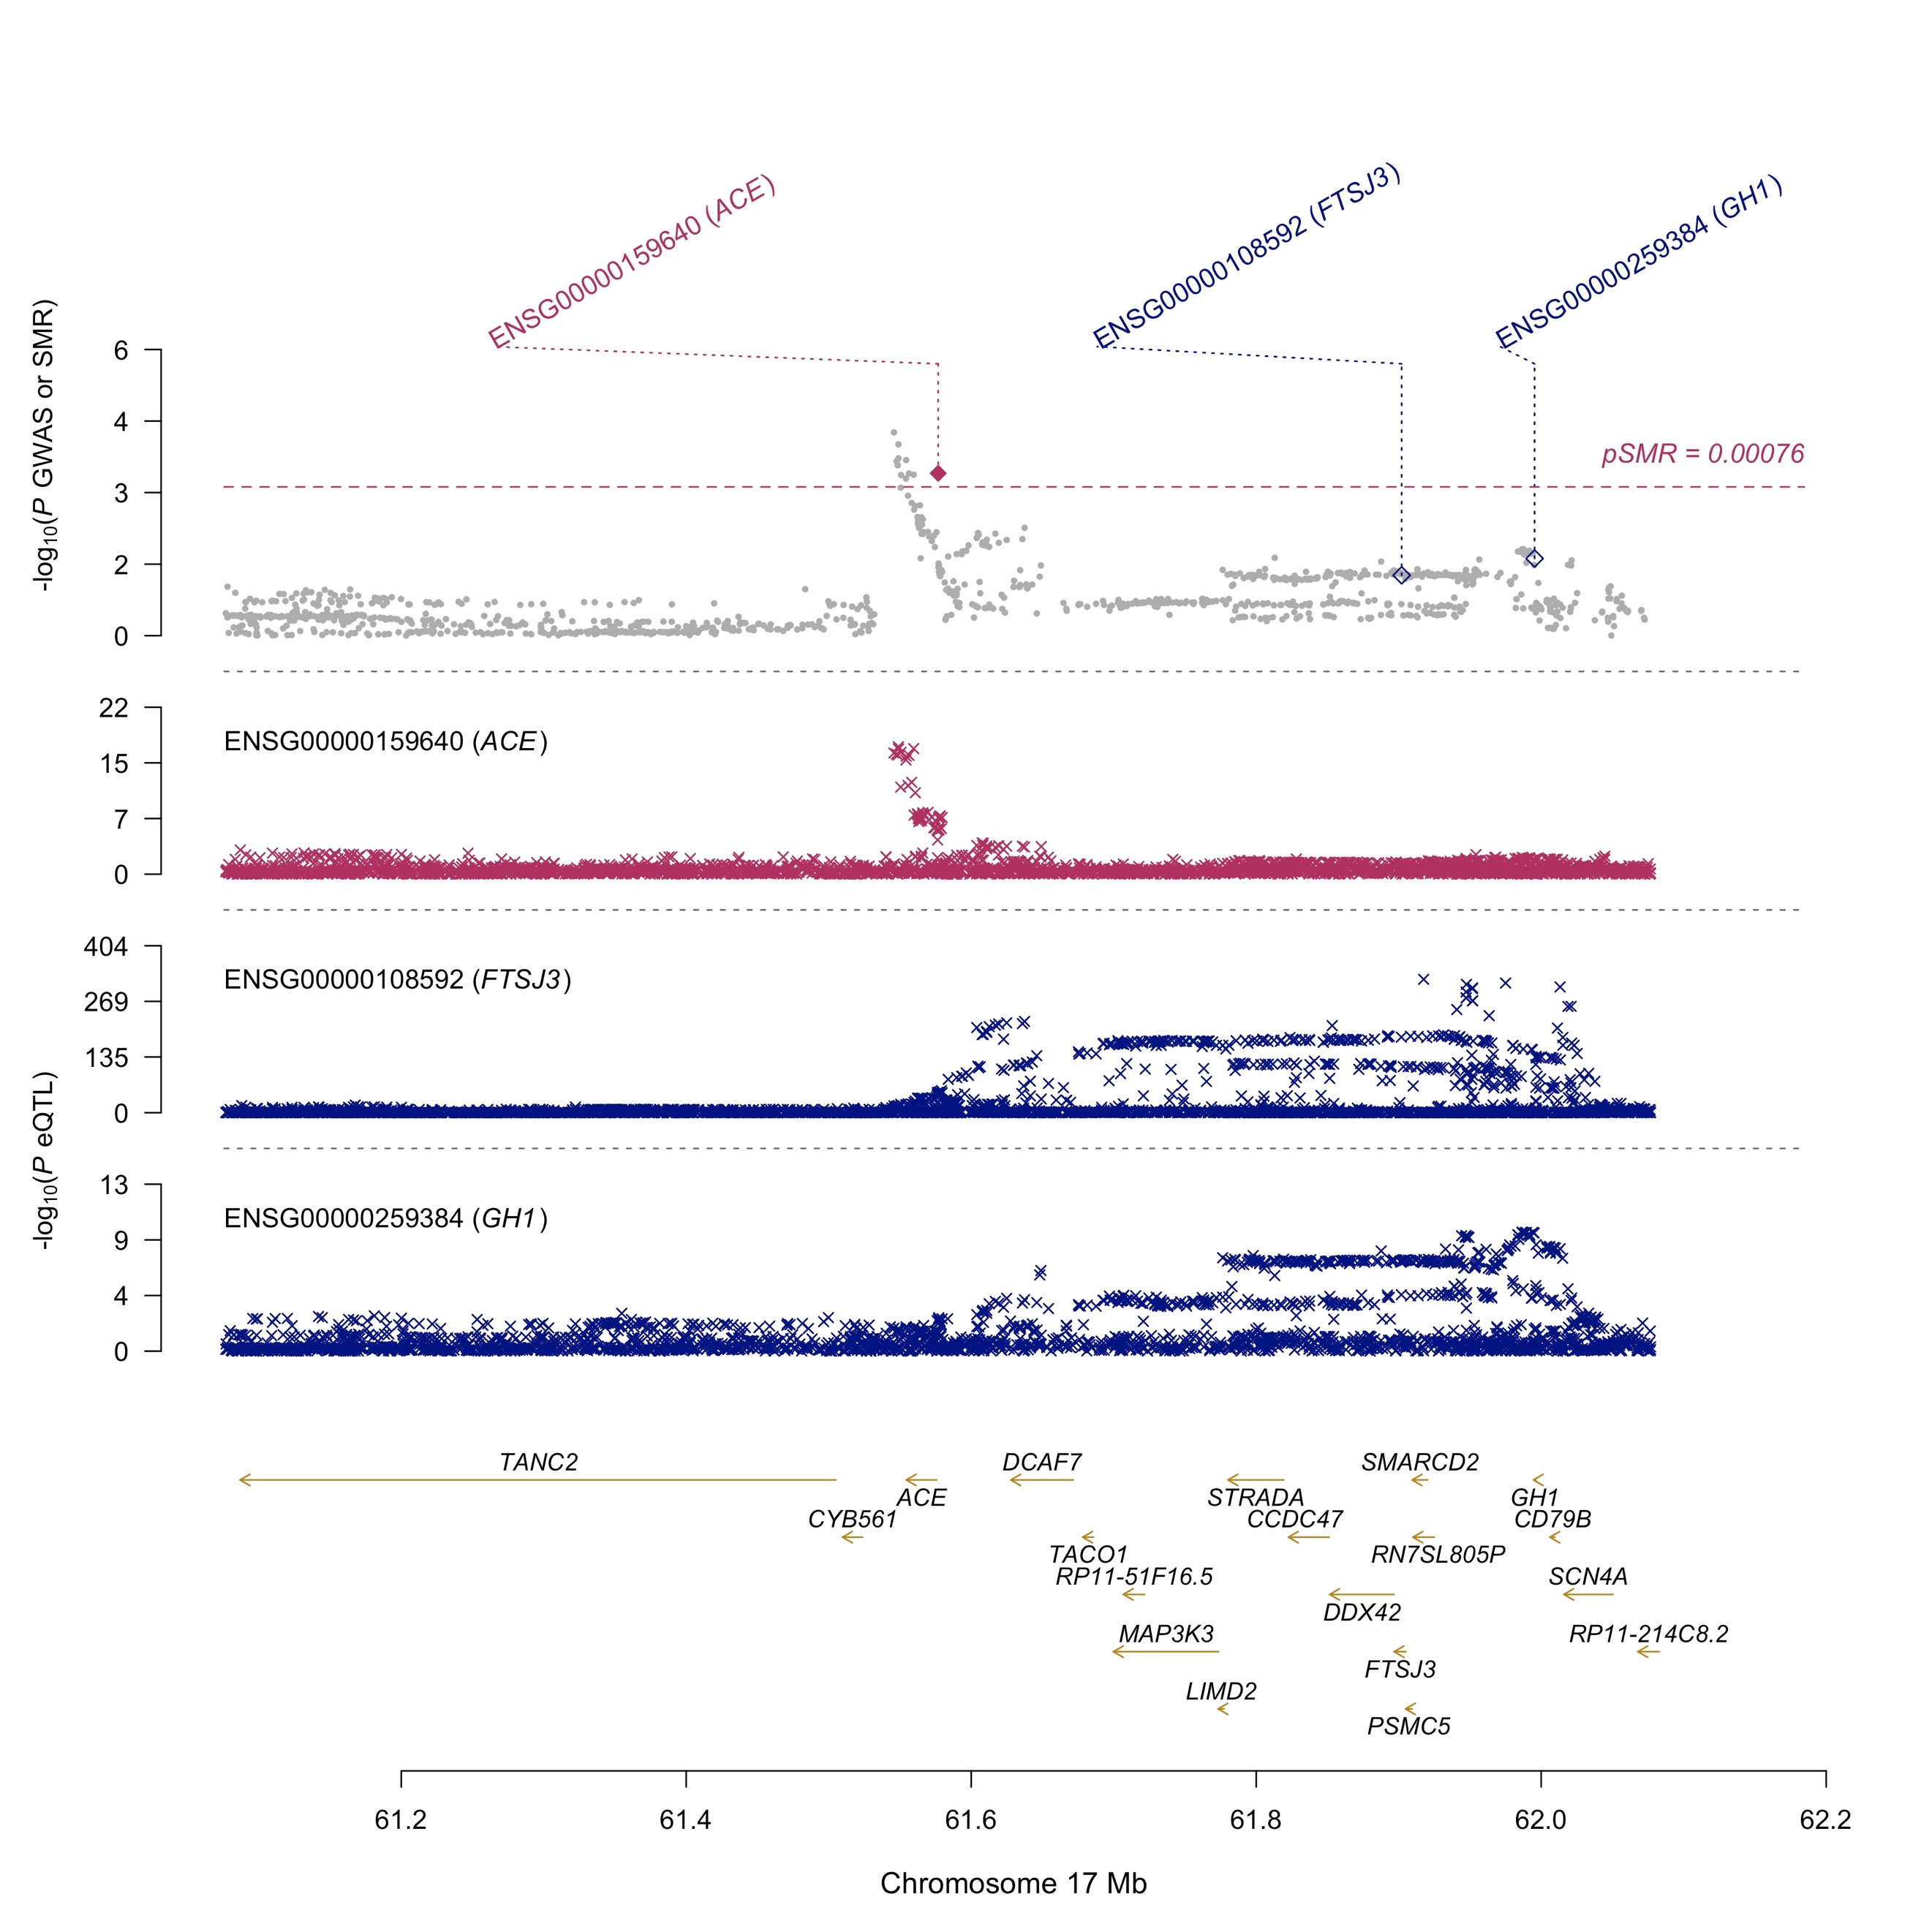 ENSG00000159640 (ACE)
ENSG00000108592 (FTSJ3)
ENSG00000259384 (GH1)
-log10(P GWAS or SMR)
6
4
3
2
0
pSMR = 0.00076
22
15
7
0
ENSG00000159640 (ACE)
-log10(P eQTL)
404
269
135
0
ENSG00000108592 (FTSJ3)
13
9
4
0
ENSG00000259384 (GH1)
TANC2
DCAF7
SMARCD2
ACE
STRADA
GH1
CYB561
CCDC47
CD79B
TACO1
RN7SL805P
RP11-51F16.5
SCN4A
DDX42
MAP3K3
RP11-214C8.2
FTSJ3
LIMD2
PSMC5
61.2
61.4
61.6
61.8
62.0
62.2
Chromosome 17 Mb